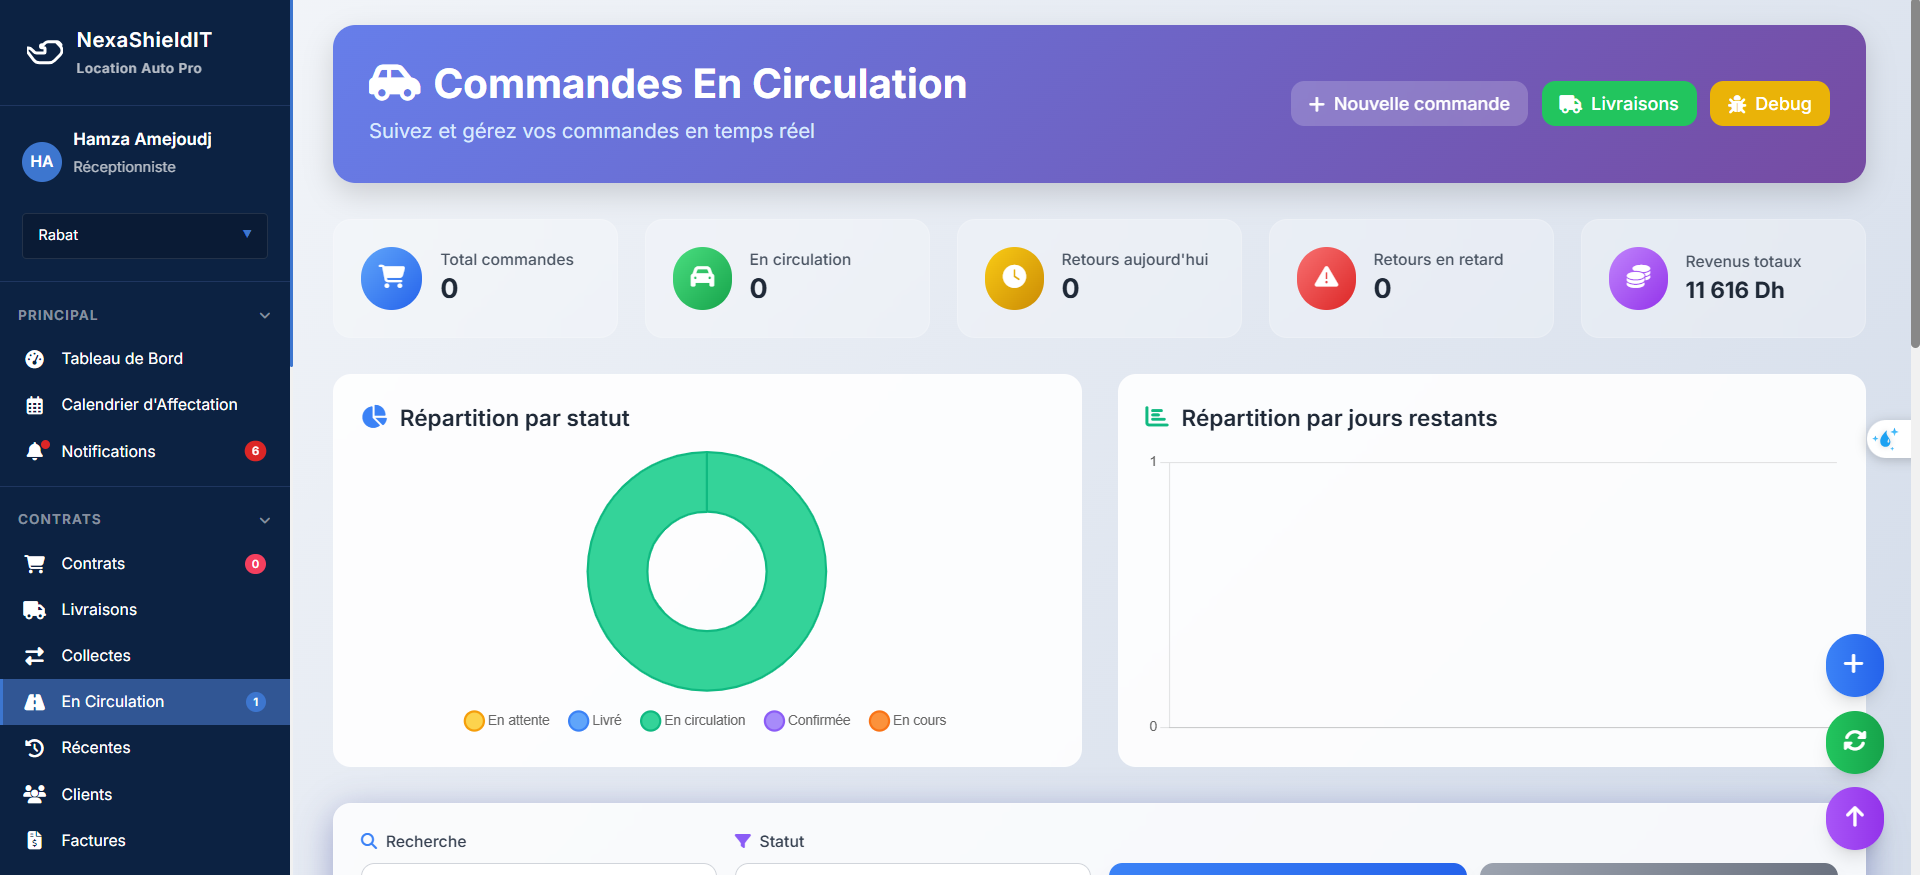 NexaShieldIT
Location Auto Pro
HA
Hamza Amejoudj
Réceptionniste
Rabat
PRINCIPAL
Tableau de Bord
Calendrier d'Affectation
Notifications
6
CONTRATS
Contrats
0
Livraisons
Collectes
En Circulation
1
Récentes
Clients
Factures
Commandes En Circulation
Suivez et gérez vos commandes en temps réel
Nouvelle commande
Livraisons
Debug
Total commandes
0
En circulation
0
Retours aujourd'hui
0
Retours en retard
0
Revenus totaux
11 616 Dh
Répartition par statut
En attente
Livré
En circulation
Confirmée
En cours
Répartition par jours restants
1
0
Recherche
Statut